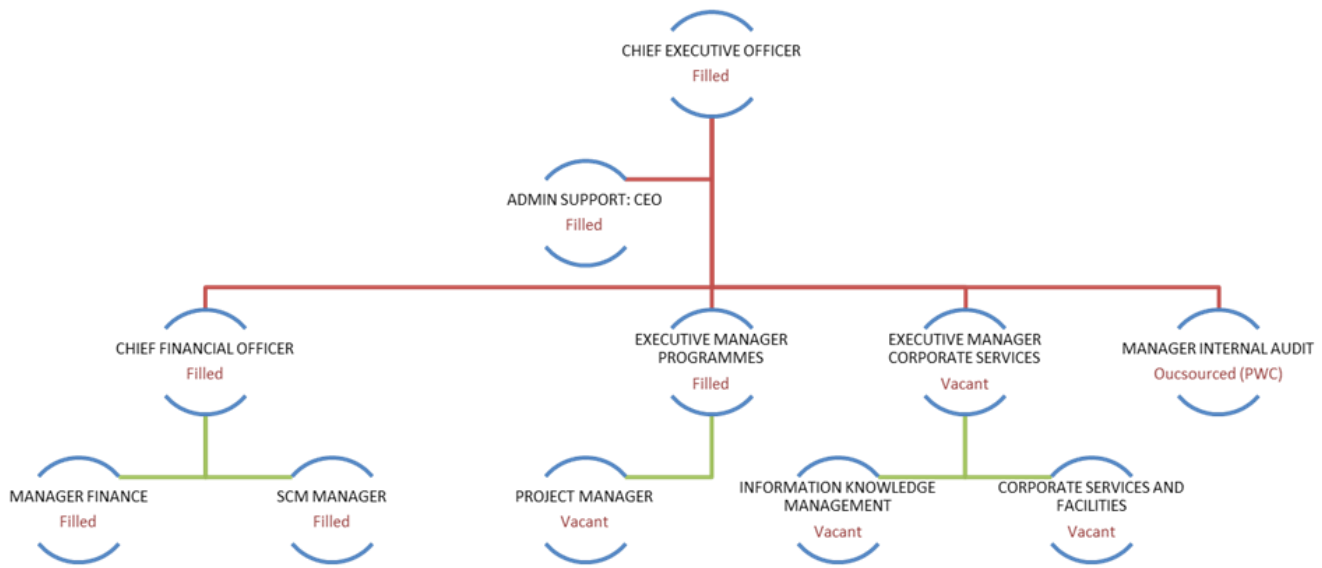 CHIEF EXECUTIVE OFFICER
Filled
ADMIN SUPPORT: CEO
Filled
CHIEF FINANCIAL OFFICER
Filled
EXECUTIVE MANAGER
PROGRAMMES
Filled
EXECUTIVE MANAGER
CORPORATE SERVICES
Vacant
MANAGER INTERNAL AUDIT
Oucsourced (PWC)
MANAGER FINANCE
Filled
SCM MANAGER
Filled
PROJECT MANAGER
Vacant
INFORMATION KNOWLEDGE
MANAGEMENT
Vacant
CORPORATE SERVICES AND
FACILITIES
Vacant